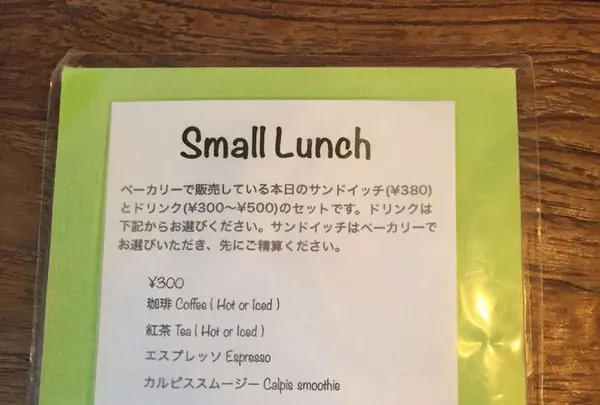 Small Lunch
ベーカリーで販売している本日のサンドイッチ(¥380)
とドリンク(¥300〜¥500)のセットです。ドリンクは
下記からお選びください。サンドイッチはベーカリーで
お選びいただき、先にご精算ください。
¥300
珈琲 Coffee ( Hot or Iced )
紅茶 Tea ( Hot or Iced )
エスプレッソ Espresso
カルピススムージー Calpis smoothie